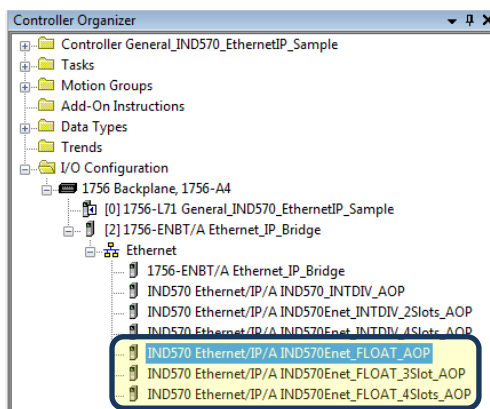 Controller Organizer
Controller General_IND570_EthernetIP_Sample
Tasks
Motion Groups
Add-On Instructions
Data Types
Trends
I/O Configuration
1756 Backplane, 1756-A4
[0] 1756-L71 General_IND570_EthernetIP_Sample
[2] 1756-ENBT/A Ethernet_IP_Bridge
Ethernet
1756-ENBT/A Ethernet_IP_Bridge
IND570 Ethernet/IP/A IND570_INTDIV_AOP
IND570 Ethernet/IP/A IND570Enet_INTDIV_2Slots_AOP
IND570 Ethernet/IP/A IND570Enet_INTDIV_4Slots_AOP
IND570 Ethernet/IP/A IND570Enet_FLOAT_AOP
IND570 Ethernet/IP/A IND570Enet_FLOAT_3Slot_AOP
IND570 Ethernet/IP/A IND570Enet_FLOAT_4Slots_AOP